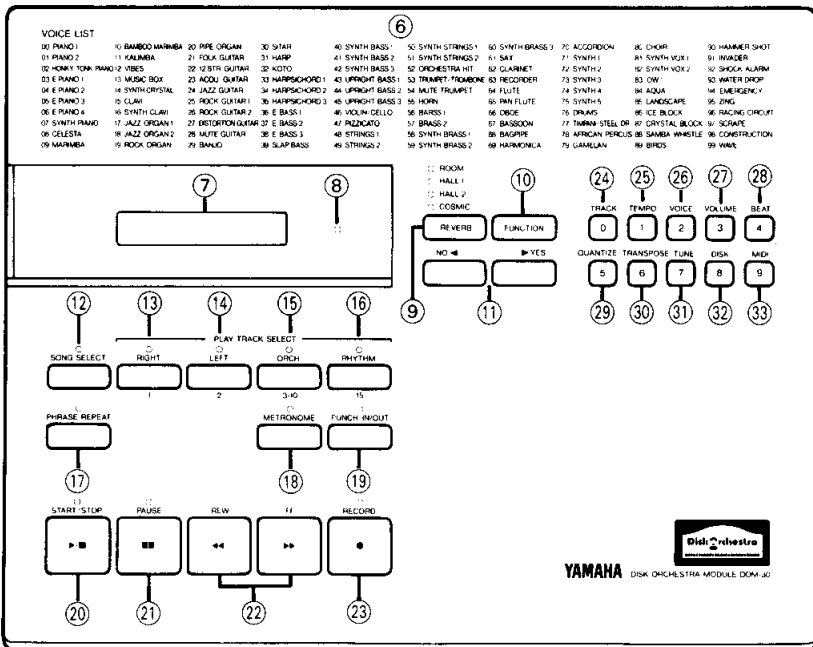 6
VOICE LIST
00 PIANO 1 10 BAMBOO MARIMBA 20 PIPE ORGAN 30 SITAR 40 SYNTH BASS 1 50 SYNTH STRINGS 1 60 SYNTH BRASS 3 70 ACCORDION 80 CHOIR 90 HAMMER SHOT
01 PIANO 2 11 KALIMBA 21 FOLK GUITAR 31 HARP 41 SYNTH BASS 2 51 SYNTH STRINGS 2 61 SAX 71 SYNTH 1 81 SYNTH VOX 1 91 INVADER
02 HONKY TONK PIANO 12 VIBES 22 12 STR GUITAR 32 KOTO 42 SYNTH BASS 3 52 ORCHESTRA HIT 62 CLARINET 72 SYNTH 2 82 SYNTH VOX 2 92 SHOCK ALARM
03 E PIANO 1 13 MUSIC BOX 23 ACOU GUITAR 33 HARPSICHORD 1 43 UPRIGHT BASS 1 53 TRUMPET·TROMBONE 63 RECORDER 73 SYNTH 3 83 OW! 93 WATER DROP
04 E PIANO 2 14 SYNTH CRYSTAL 24 JAZZ GUITAR 34 HARPSICHORD 2 44 UPRIGHT BASS 2 54 MUTE TRUMPET 64 FLUTE 74 SYNTH 4 84 AQUA 94 EMERGENCY
05 E PIANO 3 15 CLAVI 25 ROCK GUITAR 1 35 HARPSICHORD 3 45 UPRIGHT BASS 3 55 HORN 65 PAN FLUTE 75 SYNTH 5 85 LANDSCAPE 95 ZING
06 E PIANO 4 16 SYNTH CLAVI 26 ROCK GUITAR 2 36 E BASS 1 46 VIOLIN·CELLO 56 BRASS 1 66 OBOE 76 DRUMS 86 ICE BLOCK 96 RACING CIRCUIT
07 SYNTH PIANO 17 JAZZ ORGAN 1 27 DISTORTION GUITAR 37 E BASS 2 47 PIZZICATO 57 BRASS 2 67 BASSOON 77 TIMPANI·STEEL DR 87 CRYSTAL BLOCK 97 SCRAPE
08 CELESTA 18 JAZZ ORGAN 2 28 MUTE GUITAR 38 E BASS 3 48 STRINGS 1 58 SYNTH BRASS 1 68 BAGPIPE 78 AFRICAN PERCUS 88 SAMBA WHISTLE 98 CONSTRUCTION
09 MARIMBA 19 ROCK ORGAN 29 BANJO 39 SLAP BASS 49 STRINGS 2 59 SYNTH BRASS 2 69 HARMONICA 79 GAMELAN 89 BIRDS 99 WAVE
7 8
ROOM
HALL 1
HALL 2
COSMIC
10 24 25 26 27 28
TRACK TEMPO VOICE VOLUME BEAT
REVERB FUNCTION 0 1 2 3 4
NO ◀ ▶ YES QUANTIZE TRANSPOSE TUNE DISK MIDI
5 6 7 8 9
9 11 29 30 31 32 33
12 13 14 15 16
PLAY TRACK SELECT
SONG SELECT RIGHT LEFT ORCH RHYTHM
1 2 3-10 15
PHRASE REPEAT METRONOME PUNCH IN/OUT
17 18 19
START/STOP PAUSE REW FF RECORD
20 21 22 23
Disk Orchestra
YAMAHA DISK ORCHESTRA MODULE DOM-30